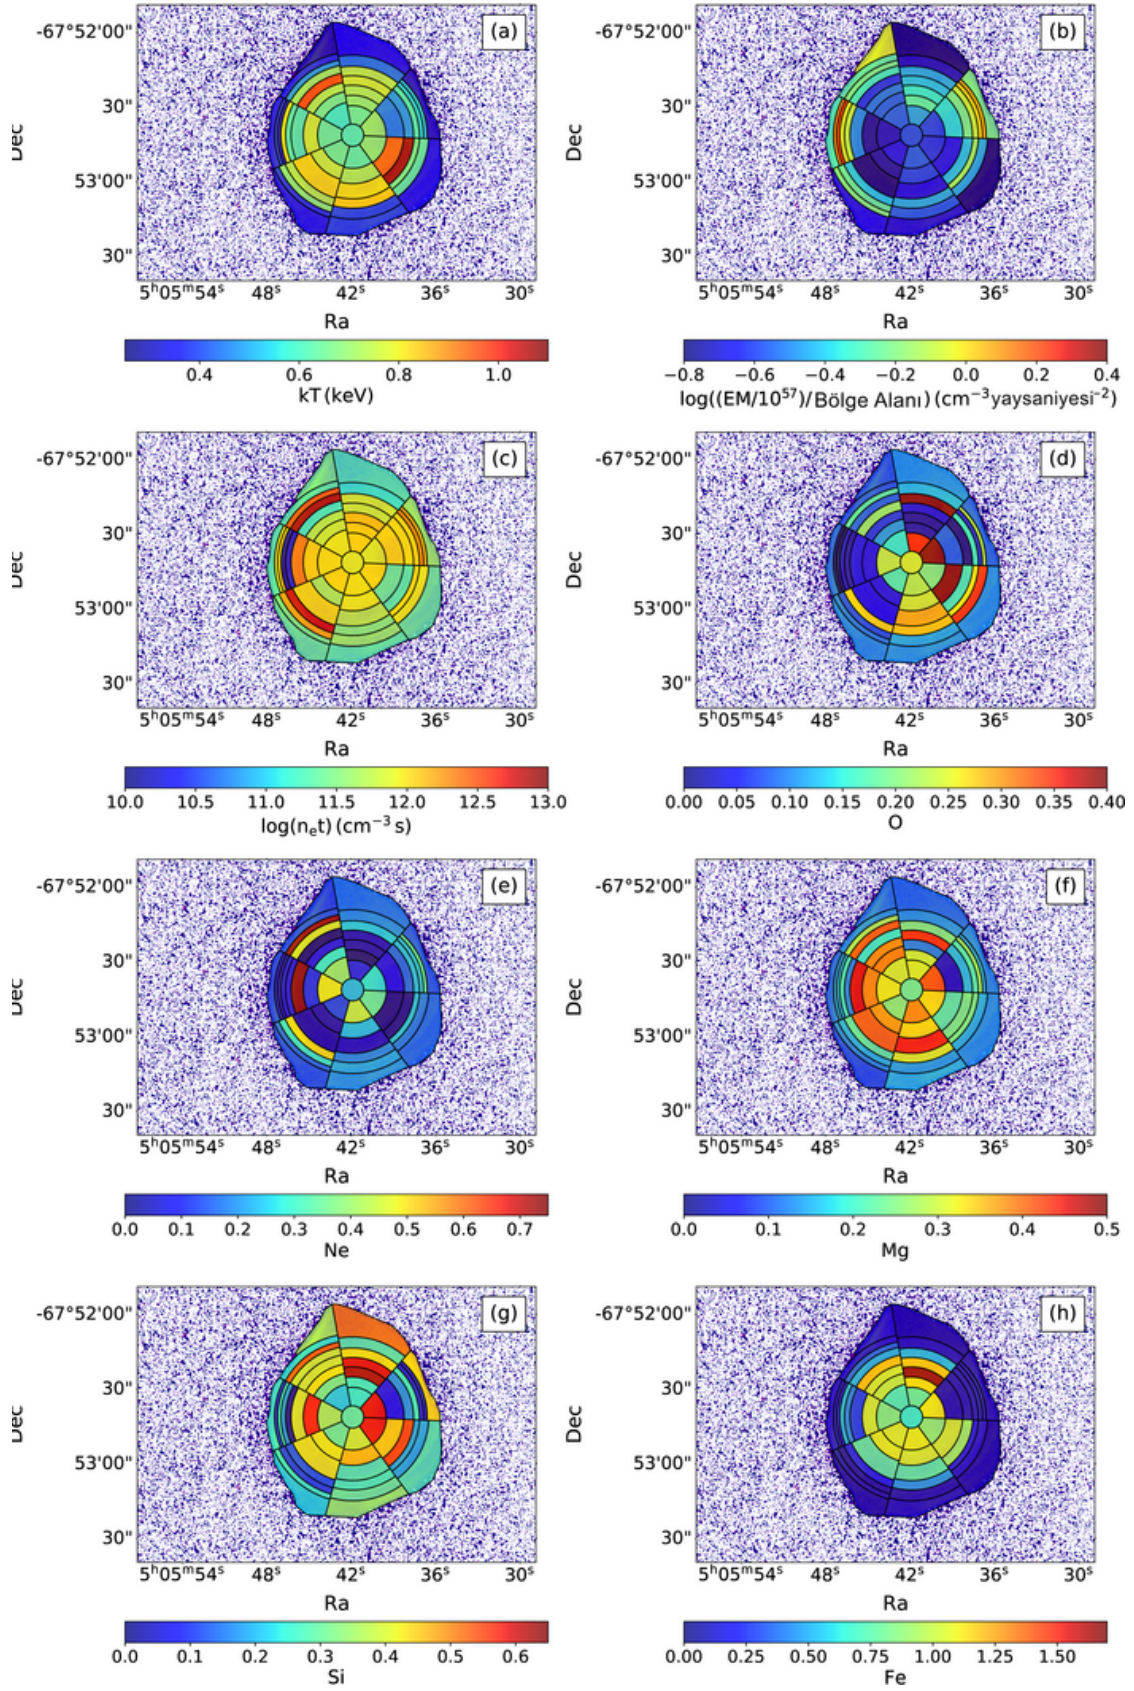 (a) (b)
-67°52'00" -67°52'00"
30" 30"
Dec Dec
53'00" 53'00"
30" 30"
5ʰ05ᵐ54ˢ 48ˢ 42ˢ 36ˢ 30ˢ 5ʰ05ᵐ54ˢ 48ˢ 42ˢ 36ˢ 30ˢ
Ra Ra
0.4 0.6 0.8 1.0 −0.8 −0.6 −0.4 −0.2 0.0 0.2 0.4
kT (keV) log((EM/10⁵⁷)/Bölge Alanı) (cm⁻³ yaysaniyesi⁻²)
(c) (d)
-67°52'00" -67°52'00"
30" 30"
Dec Dec
53'00" 53'00"
30" 30"
5ʰ05ᵐ54ˢ 48ˢ 42ˢ 36ˢ 30ˢ 5ʰ05ᵐ54ˢ 48ˢ 42ˢ 36ˢ 30ˢ
Ra Ra
10.0 10.5 11.0 11.5 12.0 12.5 13.0 0.00 0.05 0.10 0.15 0.20 0.25 0.30 0.35 0.40
log(nₑt) (cm⁻³ s) O
(e) (f)
-67°52'00" -67°52'00"
30" 30"
Dec Dec
53'00" 53'00"
30" 30"
5ʰ05ᵐ54ˢ 48ˢ 42ˢ 36ˢ 30ˢ 5ʰ05ᵐ54ˢ 48ˢ 42ˢ 36ˢ 30ˢ
Ra Ra
0.0 0.1 0.2 0.3 0.4 0.5 0.6 0.7 0.0 0.1 0.2 0.3 0.4 0.5
Ne Mg
(g) (h)
-67°52'00" -67°52'00"
30" 30"
Dec Dec
53'00" 53'00"
30" 30"
5ʰ05ᵐ54ˢ 48ˢ 42ˢ 36ˢ 30ˢ 5ʰ05ᵐ54ˢ 48ˢ 42ˢ 36ˢ 30ˢ
Ra Ra
0.0 0.1 0.2 0.3 0.4 0.5 0.6 0.00 0.25 0.50 0.75 1.00 1.25 1.50
Si Fe